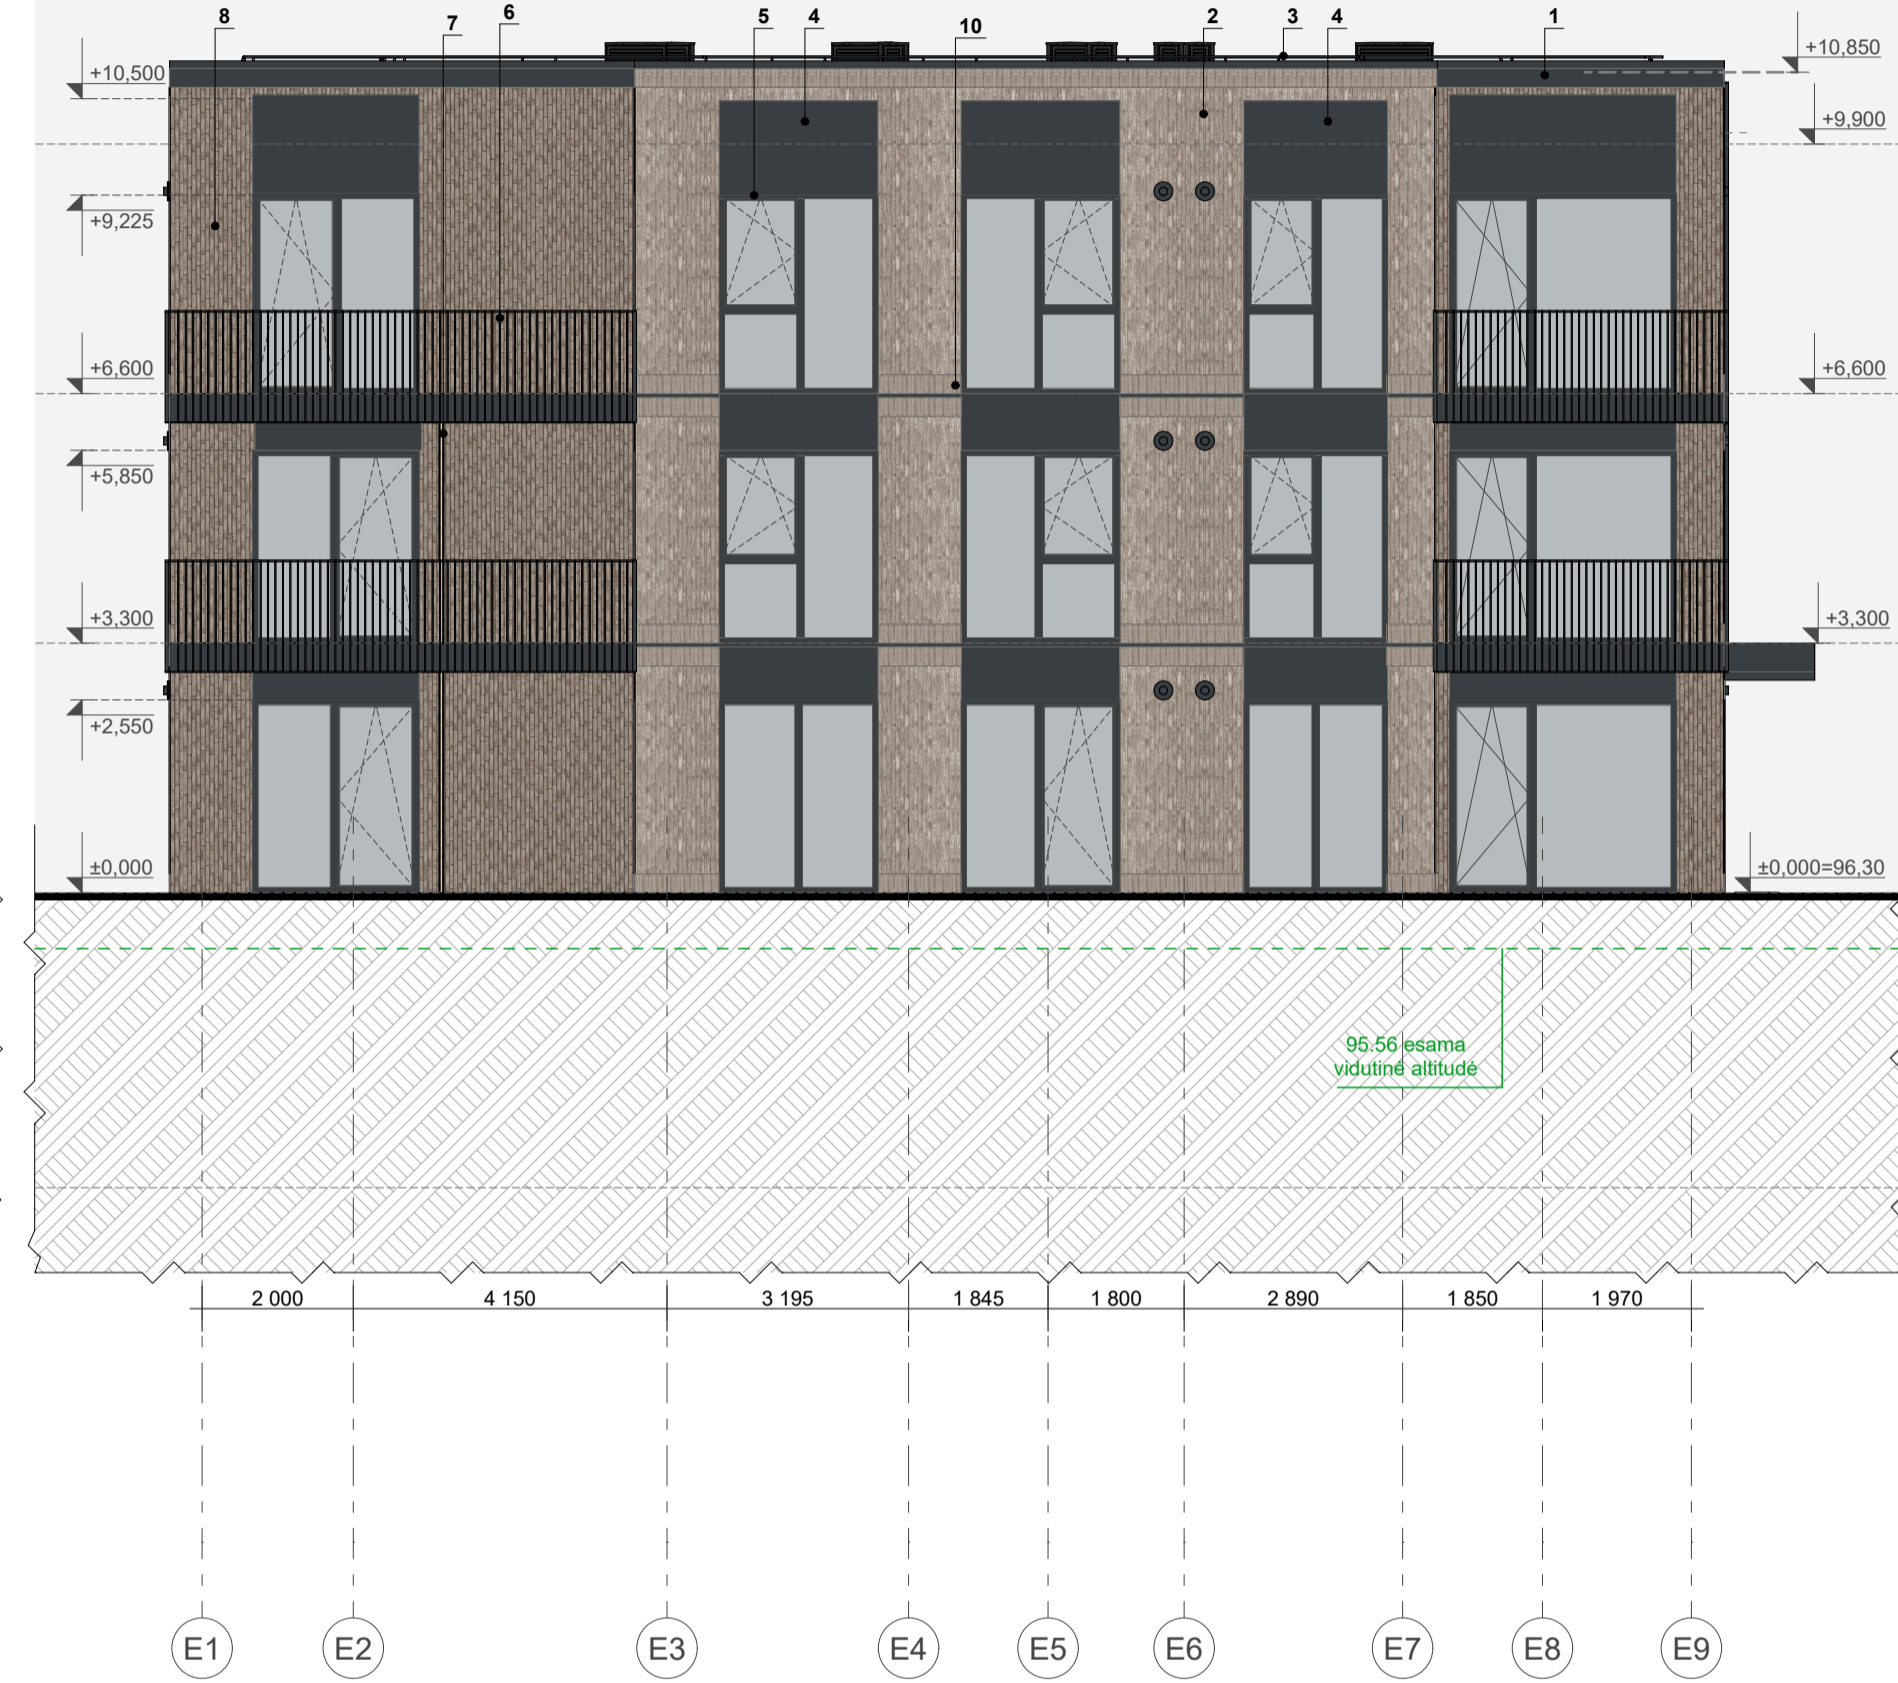 8
7
6
5
4
10
2
3
4
1
+10,500
+10,850
+9,900
+9,225
+6,600
+6,600
+5,850
+3,300
+3,300
+2,550
±0,000
±0,000=96,30
95.56 esama
vidutinė altitudė
2 000
4 150
3 195
1 845
1 800
2 890
1 850
1 970
E1
E2
E3
E4
E5
E6
E7
E8
E9